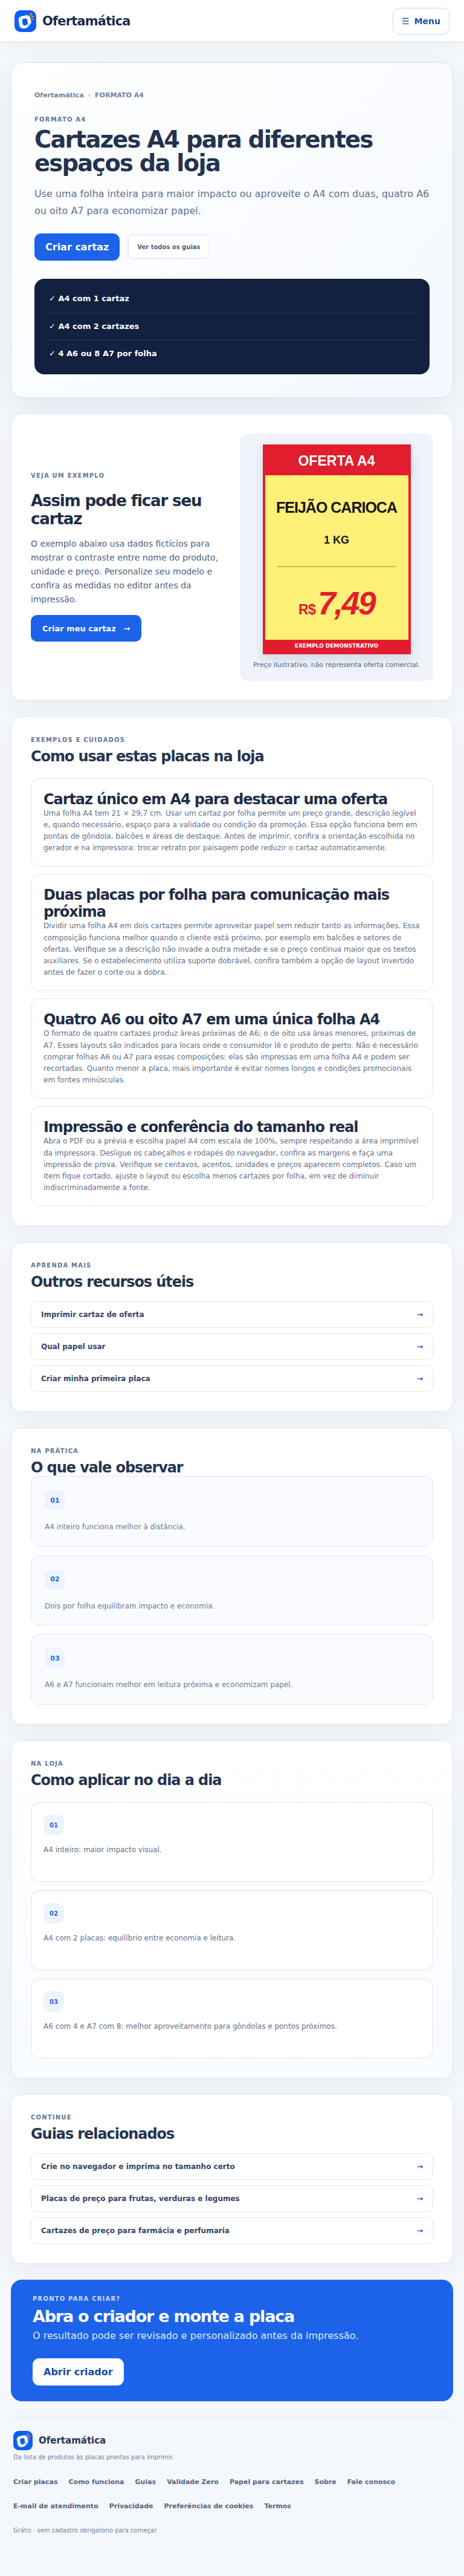 Ofertamática
☰ Menu
Ofertamática › FORMATO A4
FORMATO A4
Cartazes A4 para diferentes
espaços da loja
Use uma folha inteira para maior impacto ou aproveite o A4 com duas, quatro A6
ou oito A7 para economizar papel.
Criar cartaz
Ver todos os guias
✓ A4 com 1 cartaz
✓ A4 com 2 cartazes
✓ 4 A6 ou 8 A7 por folha
VEJA UM EXEMPLO
Assim pode ficar seu
cartaz
O exemplo abaixo usa dados fictícios para
mostrar o contraste entre nome do produto,
unidade e preço. Personalize seu modelo e
confira as medidas no editor antes da
impressão.
Criar meu cartaz →
OFERTA A4
FEIJÃO CARIOCA
1 KG
R$ 7,49
EXEMPLO DEMONSTRATIVO
Preço ilustrativo, não representa oferta comercial.
EXEMPLOS E CUIDADOS
Como usar estas placas na loja
Cartaz único em A4 para destacar uma oferta
Uma folha A4 tem 21 × 29,7 cm. Usar um cartaz por folha permite um preço grande, descrição legível
e, quando necessário, espaço para a validade ou condição da promoção. Essa opção funciona bem em
pontas de gôndola, balcões e áreas de destaque. Antes de imprimir, confira a orientação escolhida no
gerador e na impressora: trocar retrato por paisagem pode reduzir o cartaz automaticamente.
Duas placas por folha para comunicação mais
próxima
Dividir uma folha A4 em dois cartazes permite aproveitar papel sem reduzir tanto as informações. Essa
composição funciona melhor quando o cliente está próximo, por exemplo em balcões e setores de
ofertas. Verifique se a descrição não invade a outra metade e se o preço continua maior que os textos
auxiliares. Se o estabelecimento utiliza suporte dobrável, confira também a opção de layout invertido
antes de fazer o corte ou a dobra.
Quatro A6 ou oito A7 em uma única folha A4
O formato de quatro cartazes produz áreas próximas de A6; o de oito usa áreas menores, próximas de
A7. Esses layouts são indicados para locais onde o consumidor lê o produto de perto. Não é necessário
comprar folhas A6 ou A7 para essas composições: elas são impressas em uma folha A4 e podem ser
recortadas. Quanto menor a placa, mais importante é evitar nomes longos e condições promocionais
em fontes minúsculas.
Impressão e conferência do tamanho real
Abra o PDF ou a prévia e escolha papel A4 com escala de 100%, sempre respeitando a área imprimível
da impressora. Desligue os cabeçalhos e rodapés do navegador, confira as margens e faça uma
impressão de prova. Verifique se centavos, acentos, unidades e preços aparecem completos. Caso um
item fique cortado, ajuste o layout ou escolha menos cartazes por folha, em vez de diminuir
indiscriminadamente a fonte.
APRENDA MAIS
Outros recursos úteis
Imprimir cartaz de oferta →
Qual papel usar →
Criar minha primeira placa →
NA PRÁTICA
O que vale observar
01
A4 inteiro funciona melhor à distância.
02
Dois por folha equilibram impacto e economia.
03
A6 e A7 funcionam melhor em leitura próxima e economizam papel.
NA LOJA
Como aplicar no dia a dia
01
A4 inteiro: maior impacto visual.
02
A4 com 2 placas: equilíbrio entre economia e leitura.
03
A6 com 4 e A7 com 8: melhor aproveitamento para gôndolas e pontos próximos.
CONTINUE
Guias relacionados
Crie no navegador e imprima no tamanho certo →
Placas de preço para frutas, verduras e legumes →
Cartazes de preço para farmácia e perfumaria →
PRONTO PARA CRIAR?
Abra o criador e monte a placa
O resultado pode ser revisado e personalizado antes da impressão.
Abrir criador
Ofertamática
Da lista de produtos às placas prontas para imprimir.
Criar placas Como funciona Guias Validade Zero Papel para cartazes Sobre Fale conosco
E-mail de atendimento Privacidade Preferências de cookies Termos
Grátis · sem cadastro obrigatório para começar